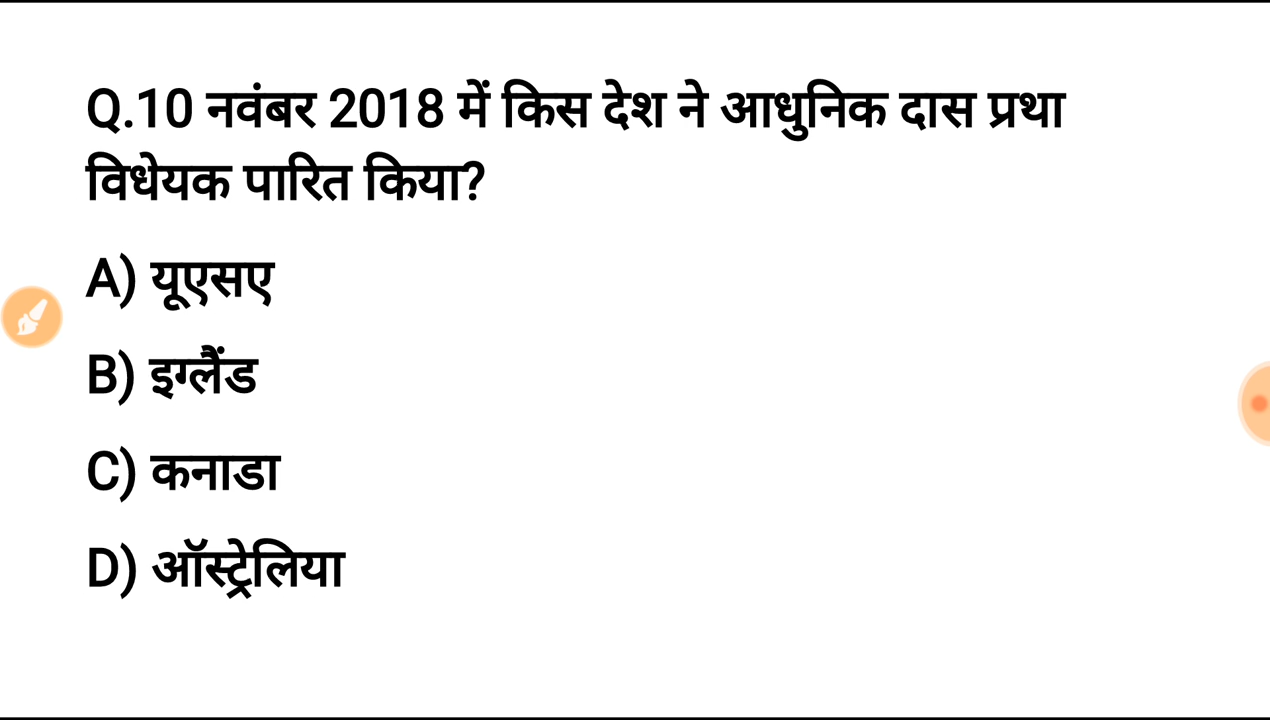 Q.10 नवंबर 2018 में किस देश ने आधुनिक दास प्रथा
विधेयक पारित किया?
A) यूएसए
B) इग्लैंड
C) कनाडा
D) ऑस्ट्रेलिया